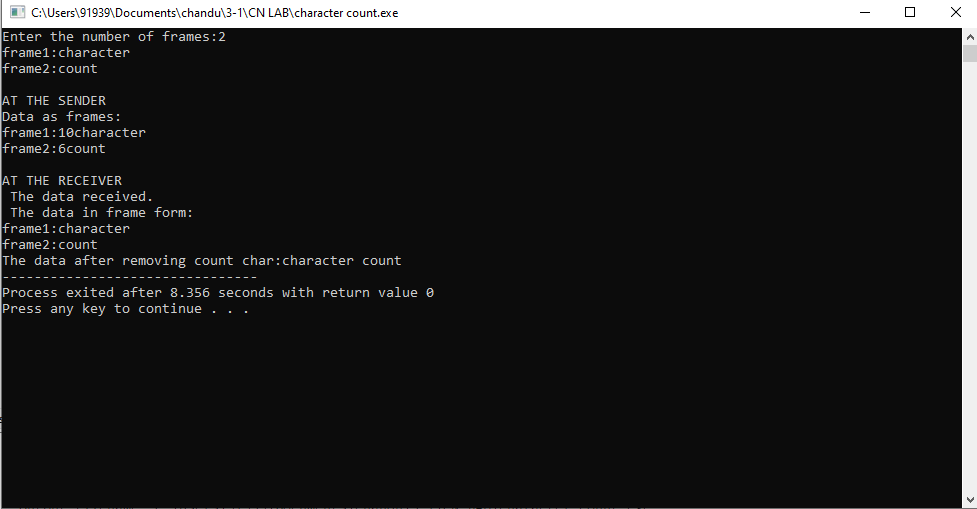 C:\Users\91939\Documents\chandu\3-1\CN LAB\character count.exe
Enter the number of frames:2
frame1:character
frame2:count
AT THE SENDER
Data as frames:
frame1:10character
frame2:6count
AT THE RECEIVER
The data received.
The data in frame form:
frame1:character
frame2:count
The data after removing count char:character count
--------------------------------
Process exited after 8.356 seconds with return value 0
Press any key to continue . . .